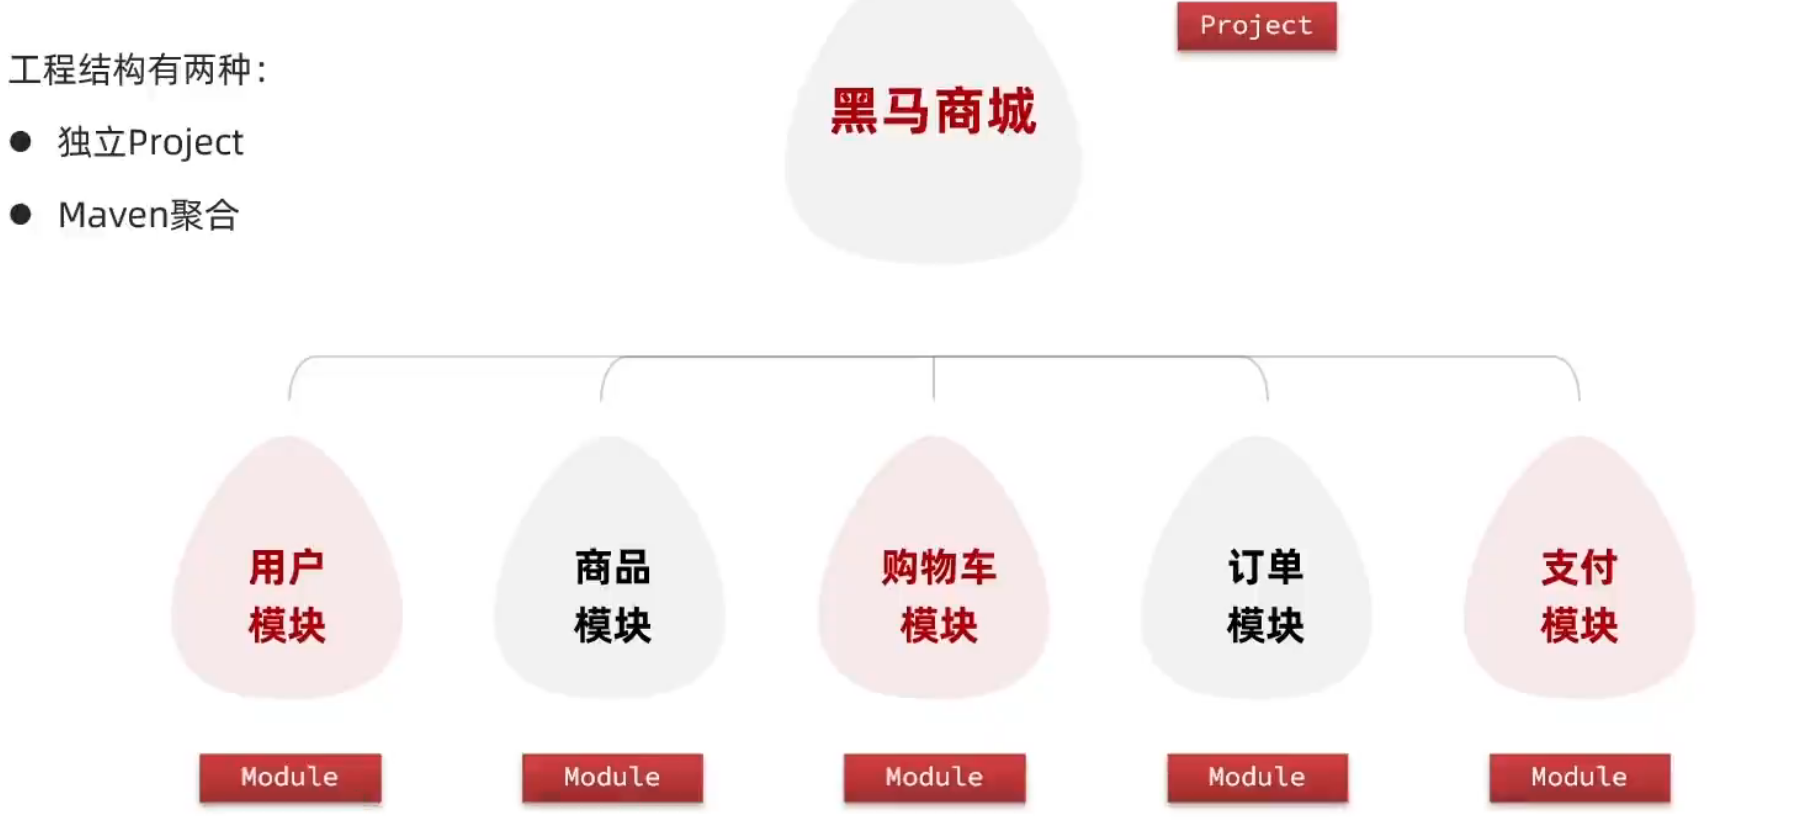 Project
工程结构有两种：
● 独立Project
● Maven聚合
黑马商城
用户
模块
商品
模块
购物车
模块
订单
模块
支付
模块
Module
Module
Module
Module
Module